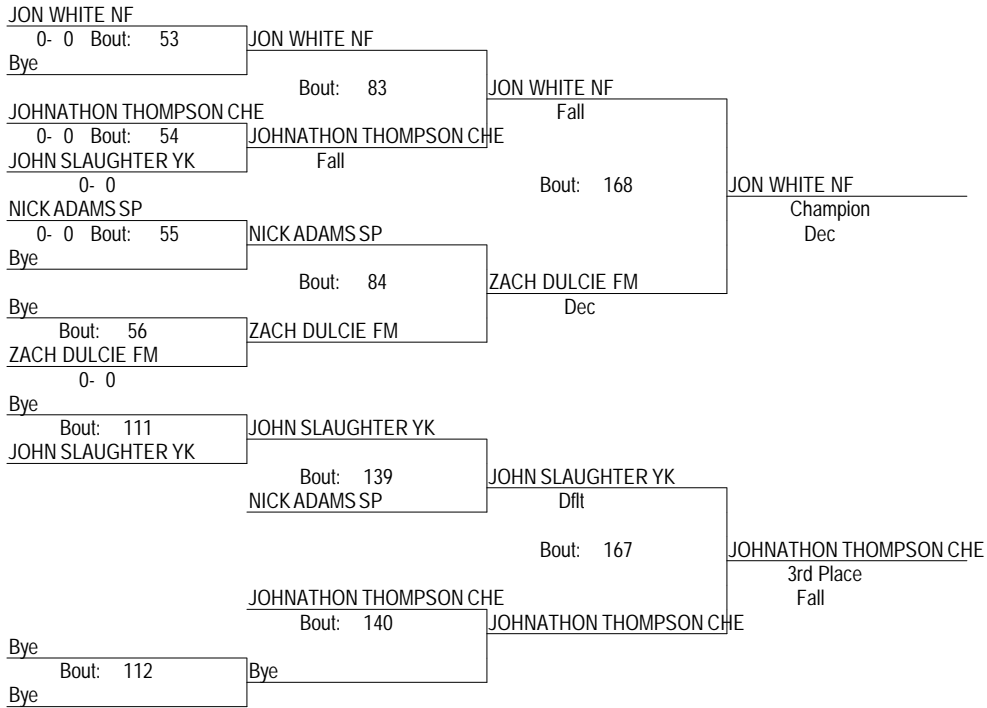 JON WHITE NF
0- 0 Bout: 53
JON WHITE NF
Bye
Bout: 83
JON WHITE NF
JOHNATHON THOMPSON CHE
Fall
0- 0 Bout: 54
JOHNATHON THOMPSON CHE
JOHN SLAUGHTER YK
Fall
0- 0
Bout: 168
JON WHITE NF
NICK ADAMS SP
Champion
0- 0 Bout: 55
NICK ADAMS SP
Dec
Bye
Bout: 84
ZACH DULCIE FM
Bye
Dec
Bout: 56
ZACH DULCIE FM
ZACH DULCIE FM
0- 0
Bye
Bout: 111
JOHN SLAUGHTER YK
JOHN SLAUGHTER YK
Bout: 139
JOHN SLAUGHTER YK
NICK ADAMS SP
Dflt
Bout: 167
JOHNATHON THOMPSON CHE
3rd Place
JOHNATHON THOMPSON CHE
Fall
Bout: 140
JOHNATHON THOMPSON CHE
Bye
Bout: 112
Bye
Bye